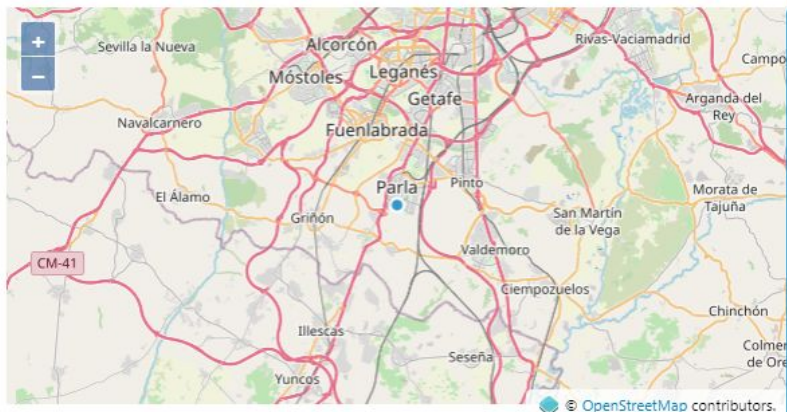 +
−
Sevilla la Nueva
Alcorcón
Rivas-Vaciamadrid
Campo
Móstoles
Leganés
Getafe
Arganda del
Rey
Navalcarnero
Fuenlabrada
Parla
Pinto
El Álamo
Griñón
Morata de
Tajuña
San Martín
de la Vega
Valdemoro
CM-41
Ciempozuelos
Chinchón
Illescas
Colmen
de Ore
Seseña
Yuncos
© OpenStreetMap contributors.